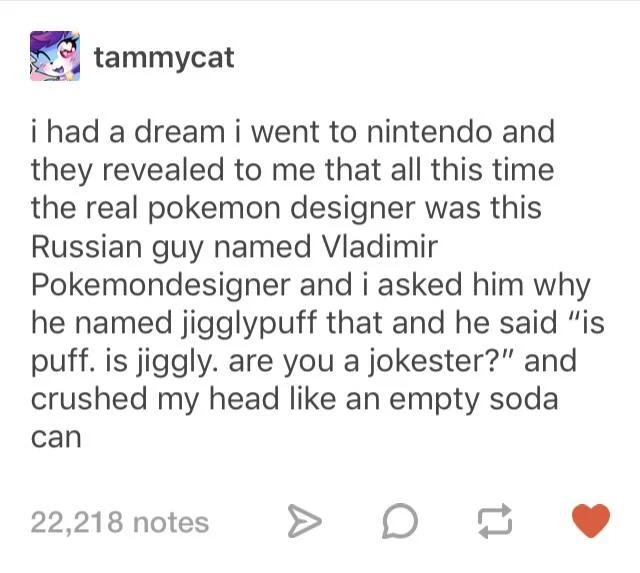 tammycat
i had a dream i went to nintendo and
they revealed to me that all this time
the real pokemon designer was this
Russian guy named Vladimir
Pokemondesigner and i asked him why
he named jigglypuff that and he said “is
puff. is jiggly. are you a jokester?” and
crushed my head like an empty soda
can
22,218 notes